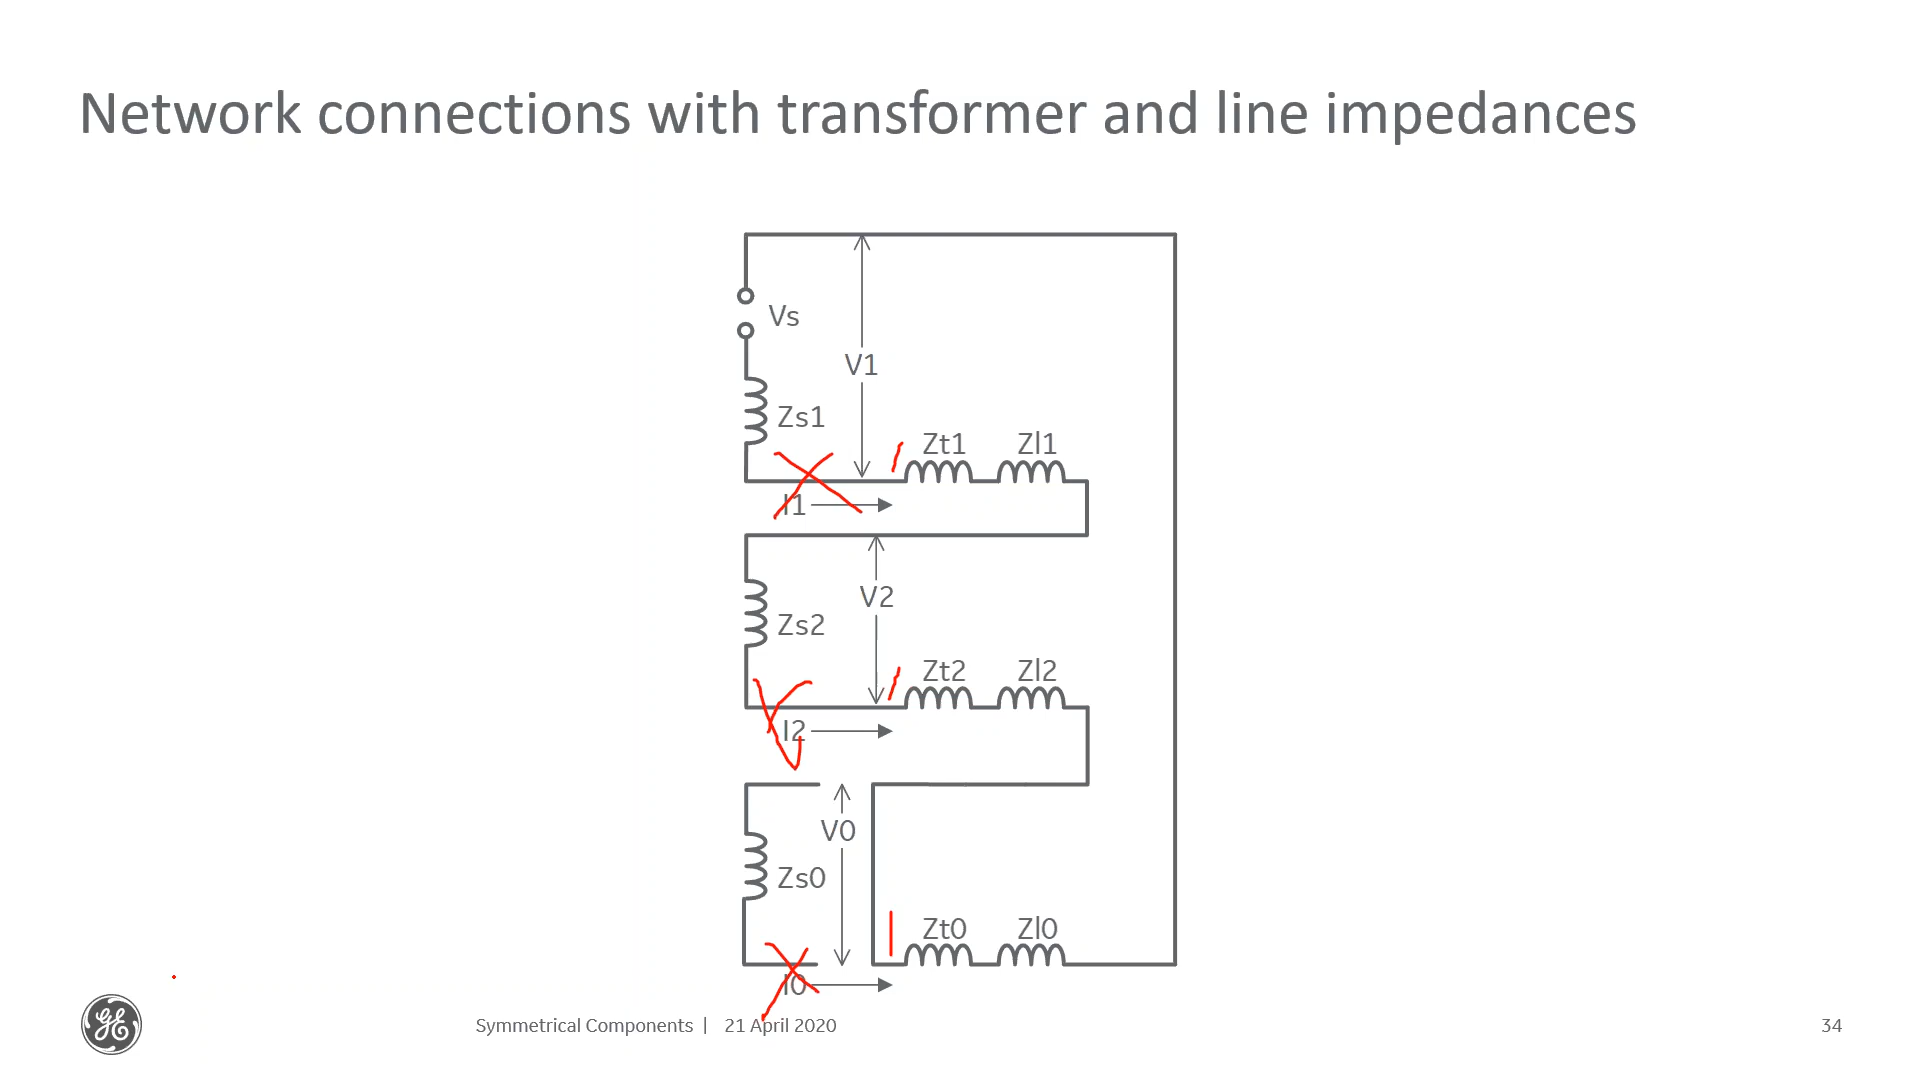 Network connections with transformer and line impedances
Vs
V1
Zs1
Zt1 Zl1
I1
V2
Zs2
Zt2 Zl2
I2
V0
Zs0
Zt0 Zl0
I0
GE
Symmetrical Components | 21 April 2020
34